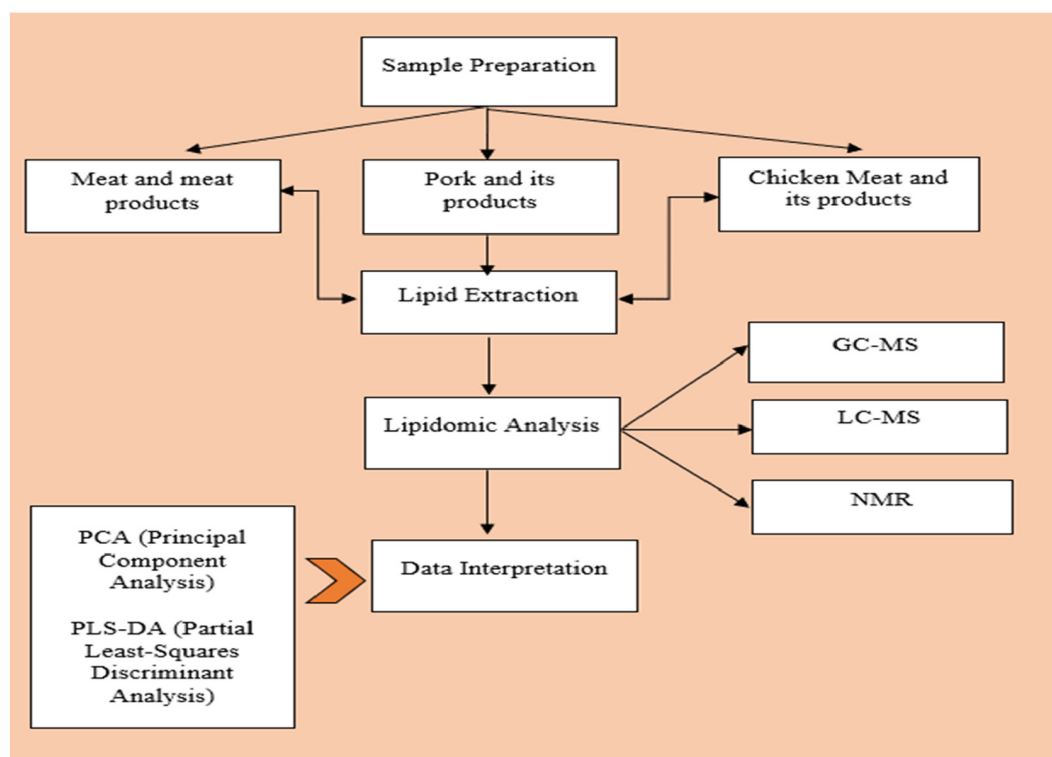 Sample Preparation
Meat and meat
products
Pork and its
products
Chicken Meat and
its products
Lipid Extraction
GC-MS
Lipidomic Analysis
LC-MS
NMR
PCA (Principal
Component
Analysis)
PLS-DA (Partial
Least-Squares
Discriminant
Analysis)
Data Interpretation